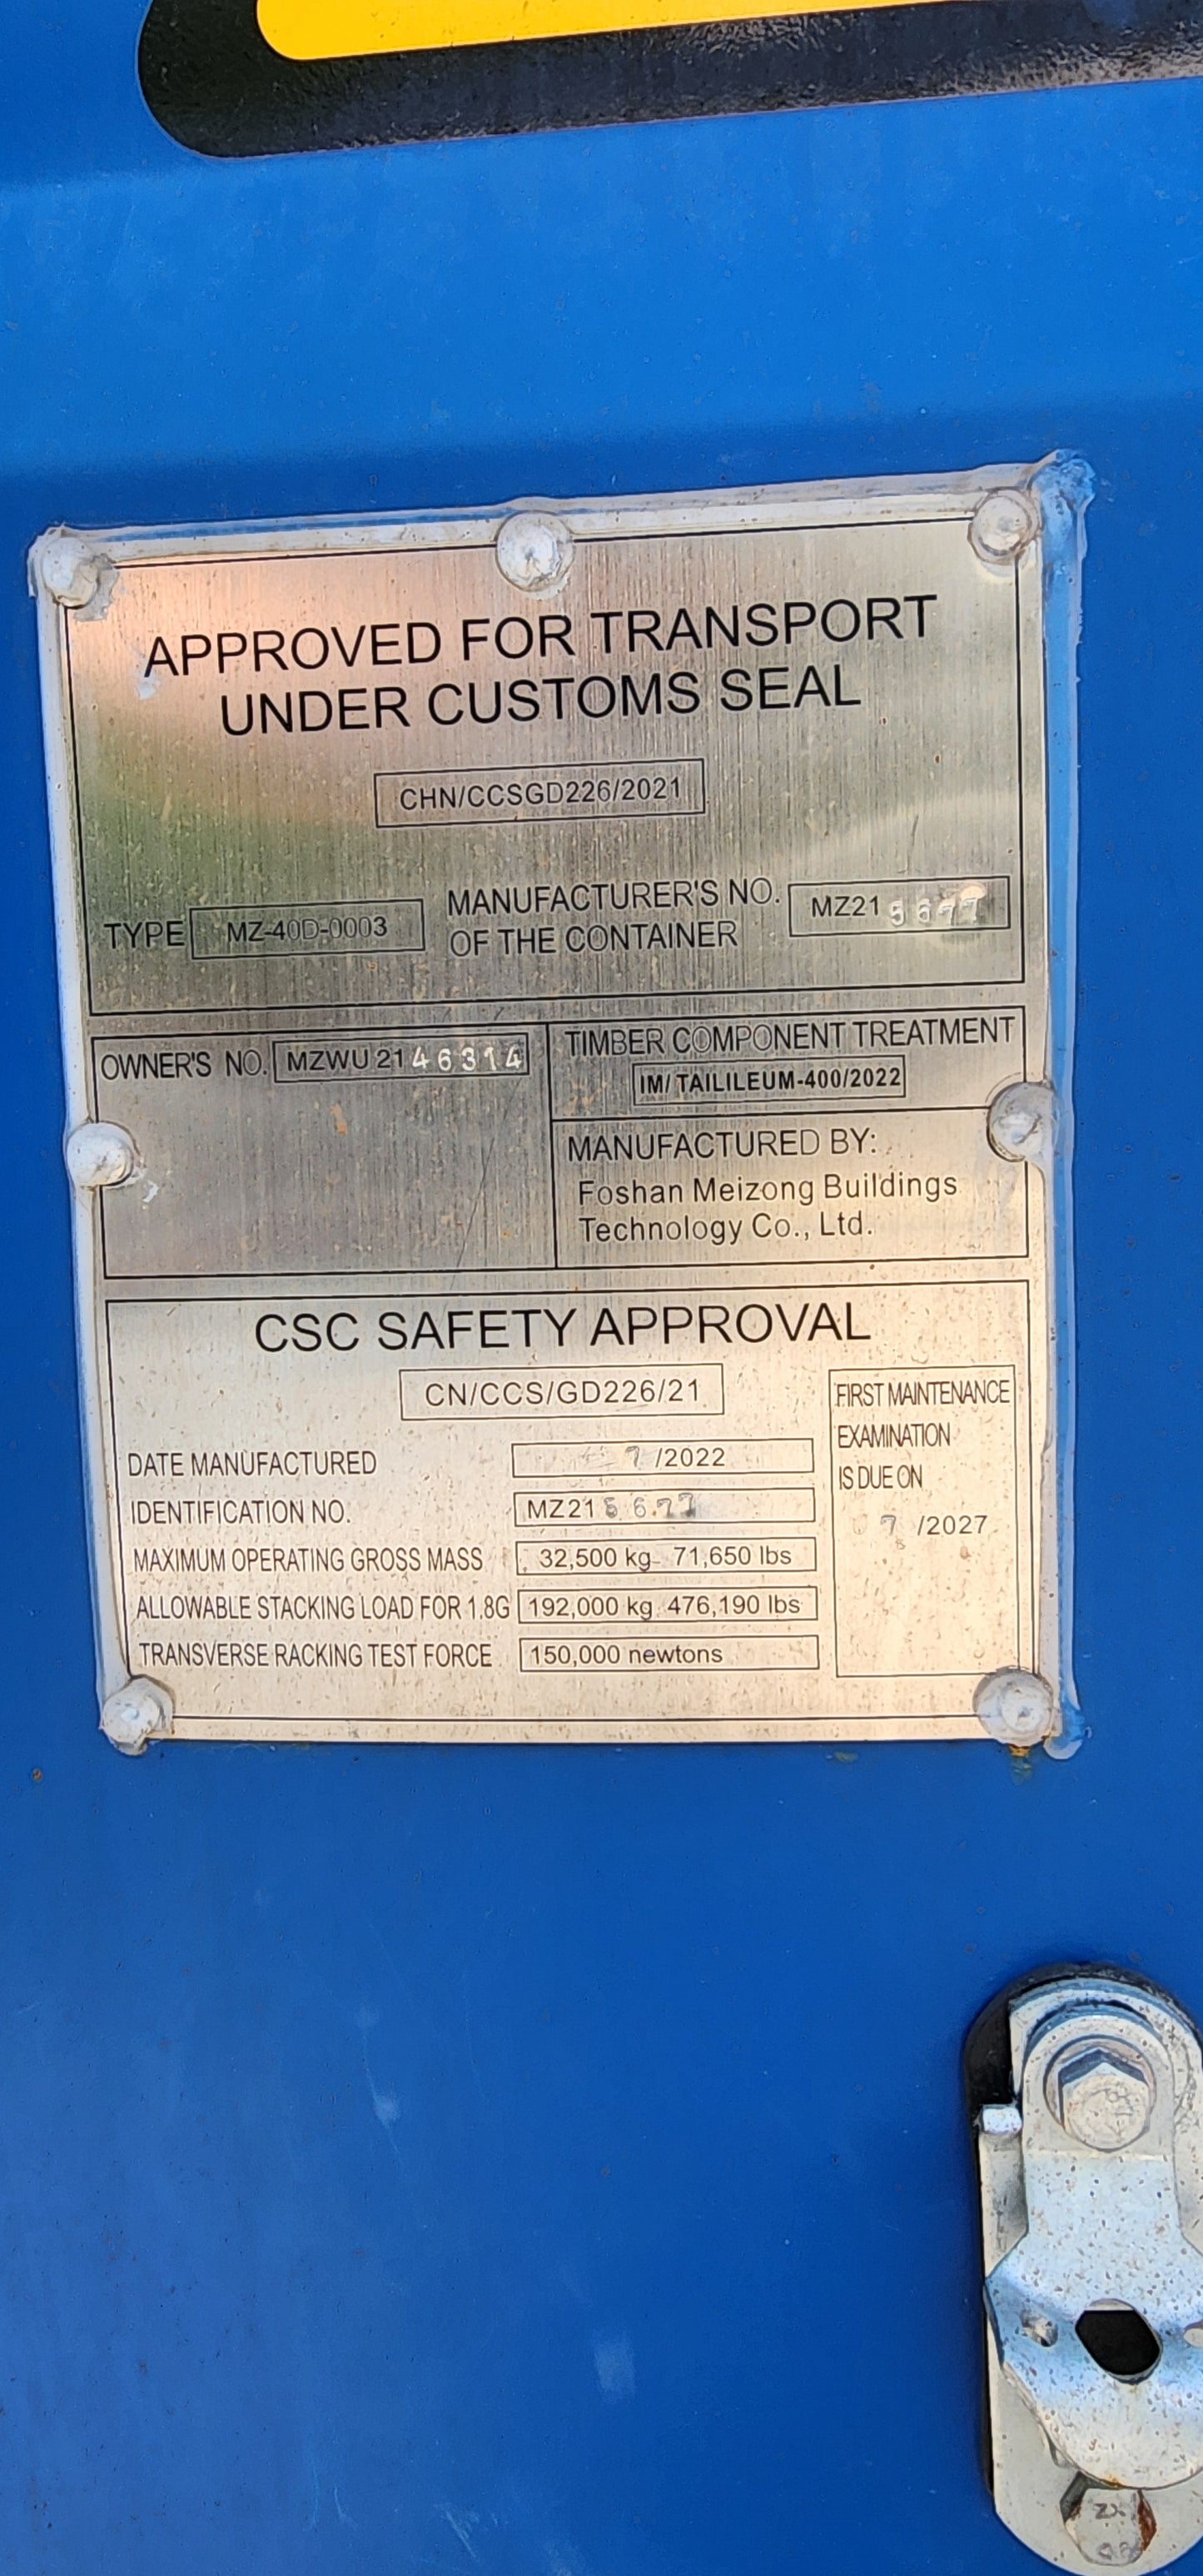 APPROVED FOR TRANSPORT
UNDER CUSTOMS SEAL
CHN/CCSGD226/2021
TYPE MZ-40D-0003
MANUFACTURER'S NO.
OF THE CONTAINER
MZ215677
OWNER'S NO. MZWU 2146314
TIMBER COMPONENT TREATMENT
IM/ TAILILEUM-400/2022
MANUFACTURED BY:
Foshan Meizong Buildings
Technology Co., Ltd.
CSC SAFETY APPROVAL
CN/CCS/GD226/21
DATE MANUFACTURED 7 /2022
IDENTIFICATION NO. MZ215677
MAXIMUM OPERATING GROSS MASS 32,500 kg 71,650 lbs
ALLOWABLE STACKING LOAD FOR 1.8G 192,000 kg 476,190 lbs
TRANSVERSE RACKING TEST FORCE 150,000 newtons
FIRST MAINTENANCE
EXAMINATION
IS DUE ON
7 /2027